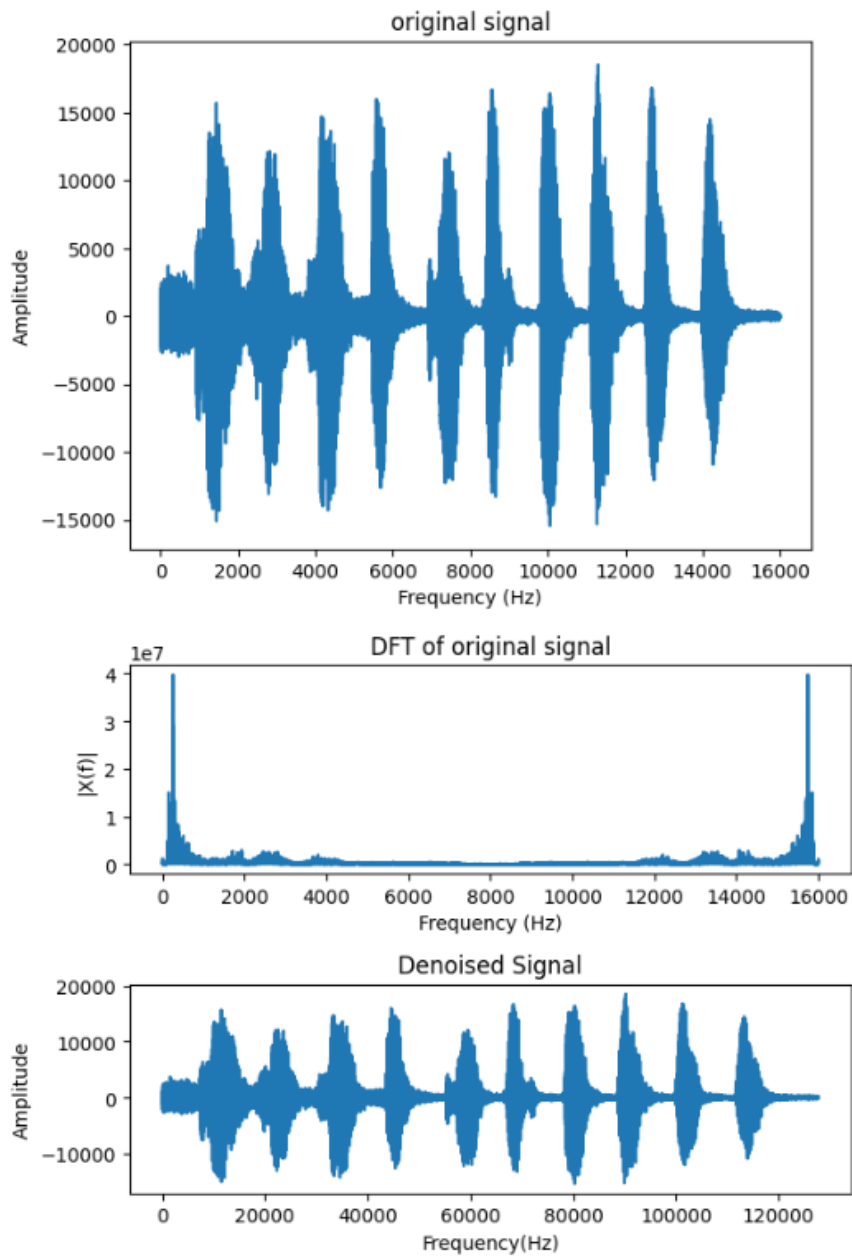 original signal
20000
15000
10000
5000
0
−5000
−10000
−15000
Amplitude
0 2000 4000 6000 8000 10000 12000 14000 16000
Frequency (Hz)
DFT of original signal
1e7
4
3
2
1
0
|X(f)|
0 2000 4000 6000 8000 10000 12000 14000 16000
Frequency (Hz)
Denoised Signal
20000
10000
0
−10000
Amplitude
0 20000 40000 60000 80000 100000 120000
Frequency(Hz)